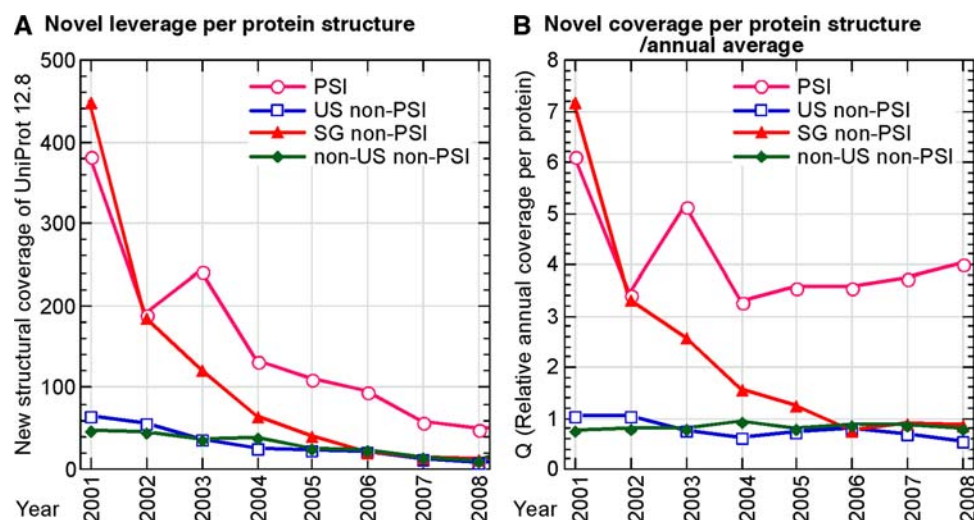 A Novel leverage per protein structure
New structural coverage of UniProt 12.8
500
400
300
200
100
0
PSI
US non-PSI
SG non-PSI
non-US non-PSI
Year
2001
2002
2003
2004
2005
2006
2007
2008
B Novel coverage per protein structure
/annual average
Q (Relative annual coverage per protein)
8
7
6
5
4
3
2
1
0
PSI
US non-PSI
SG non-PSI
non-US non-PSI
Year
2001
2002
2003
2004
2005
2006
2007
2008